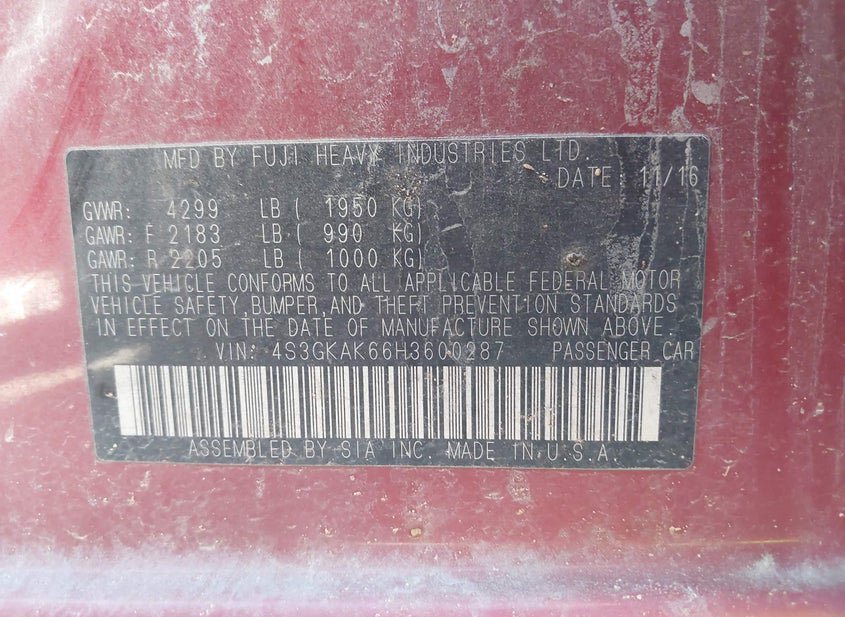 MFD BY FUJI HEAVY INDUSTRIES LTD.
DATE: 11/16
GVWR: 4299 LB ( 1950 KG)
GAWR: F 2183 LB ( 990 KG)
GAWR: R 2205 LB ( 1000 KG)
THIS VEHICLE CONFORMS TO ALL APPLICABLE FEDERAL MOTOR
VEHICLE SAFETY, BUMPER, AND THEFT PREVENTION STANDARDS
IN EFFECT ON THE DATE OF MANUFACTURE SHOWN ABOVE.
VIN: 4S3GKAK66H3600287 PASSENGER CAR
ASSEMBLED BY SIA INC. MADE IN U.S.A.